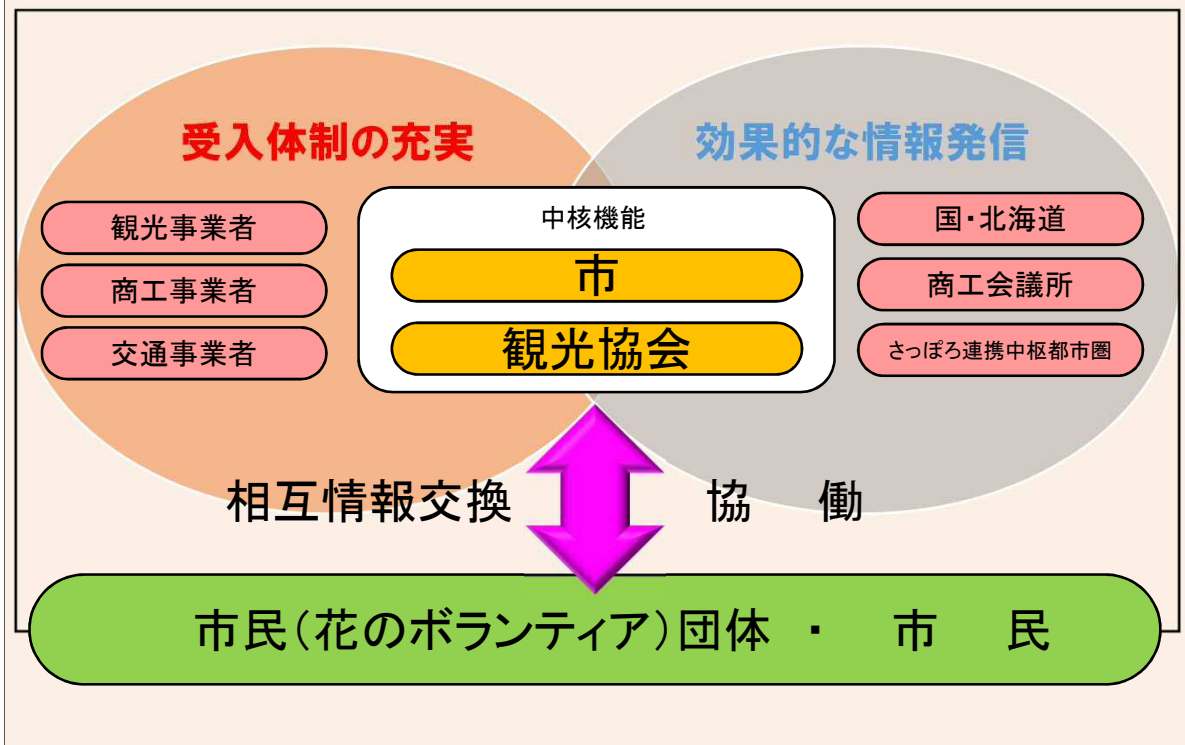 受入体制の充実
効果的な情報発信
観光事業者
商工事業者
交通事業者
中核機能
市
観光協会
国・北海道
商工会議所
さっぽろ連携中枢都市圏
相互情報交換
協 働
市民(花のボランティア)団体 ・ 市 民